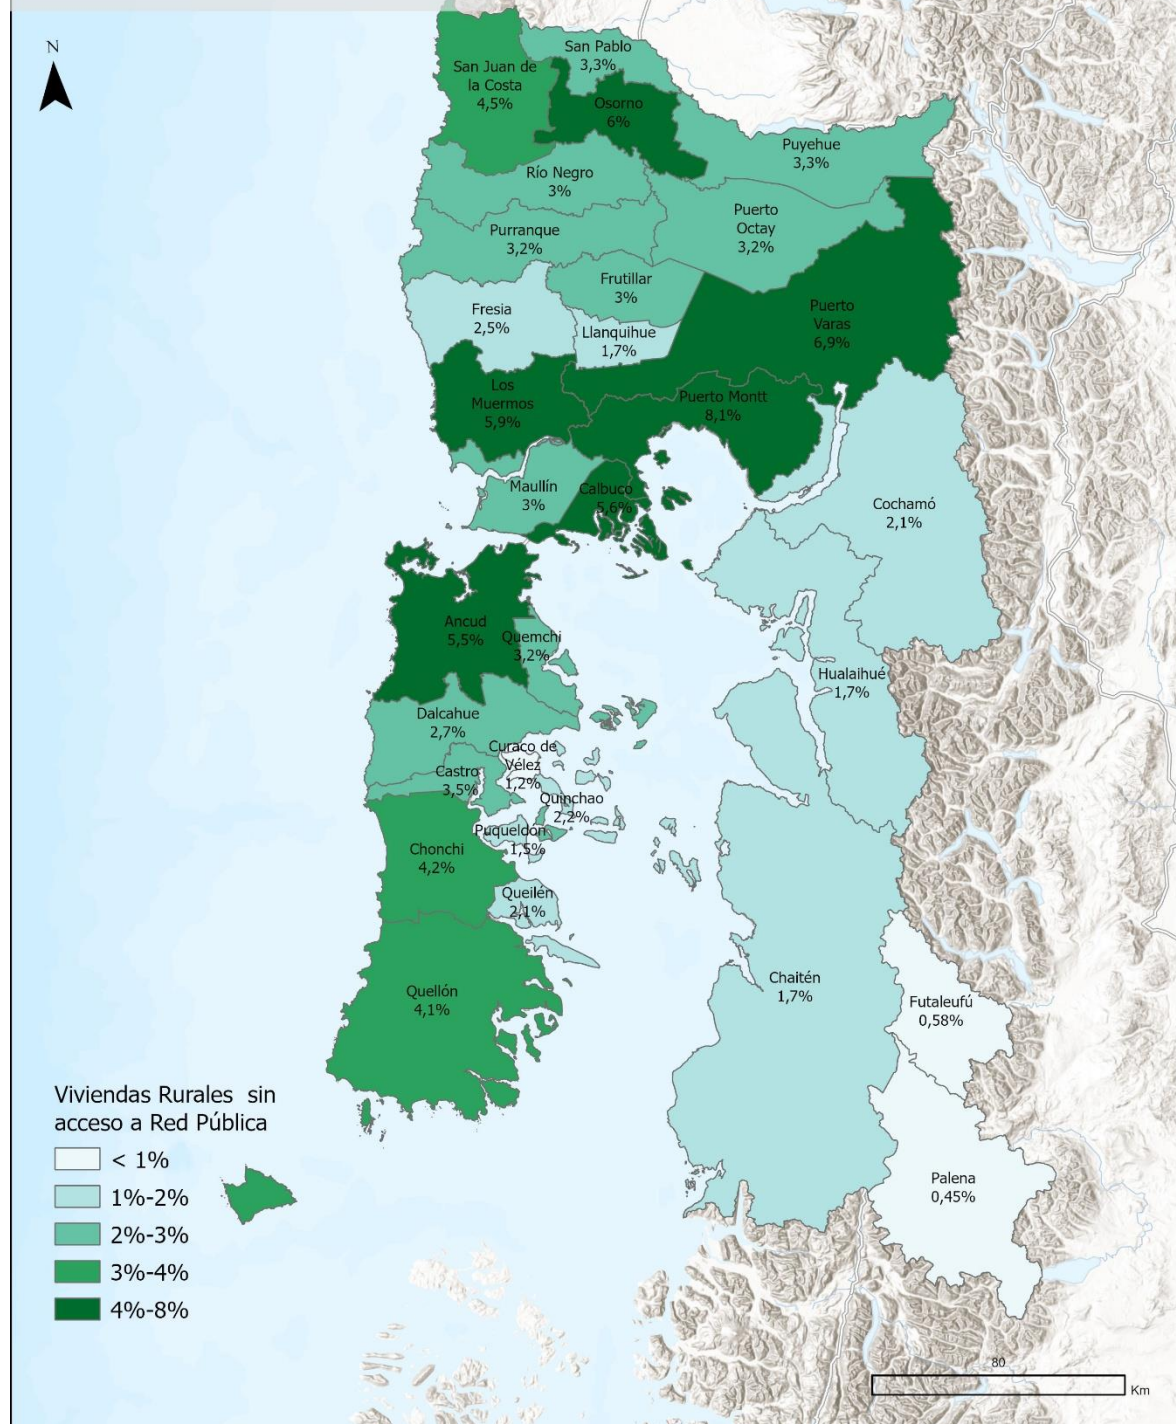 N
San Pablo
3,3%
San Juan de
la Costa
4,5%
Osorno
6%
Puyehue
3,3%
Río Negro
3%
Puerto
Octay
3,2%
Purranque
3,2%
Frutillar
3%
Fresia
2,5%
Llanquihue
1,7%
Puerto
Varas
6,9%
Los
Muermos
5,9%
Puerto Montt
8,1%
Maullín
3%
Calbuco
5,6%
Cochamó
2,1%
Ancud
5,5%
Quemchi
3,2%
Hualaihué
1,7%
Dalcahue
2,7%
Curaco de
Vélez
1,2%
Castro
3,5%
Quinchao
2,2%
Puqueldón
1,5%
Chonchi
4,2%
Queilén
2,1%
Quellón
4,1%
Chaitén
1,7%
Futaleufú
0,58%
Palena
0,45%
Viviendas Rurales sin
acceso a Red Pública
< 1%
1%-2%
2%-3%
3%-4%
4%-8%
80
Km